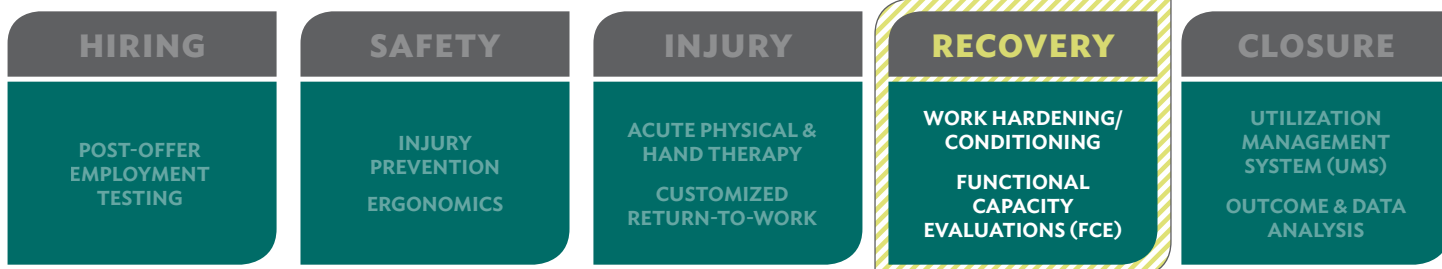 HIRING
POST-OFFER
EMPLOYMENT
TESTING
SAFETY
INJURY
PREVENTION
ERGONOMICS
INJURY
ACUTE PHYSICAL &
HAND THERAPY
CUSTOMIZED
RETURN-TO-WORK
RECOVERY
WORK HARDENING/
CONDITIONING
FUNCTIONAL
CAPACITY
EVALUATIONS (FCE)
CLOSURE
UTILIZATION
MANAGEMENT
SYSTEM (UMS)
OUTCOME & DATA
ANALYSIS